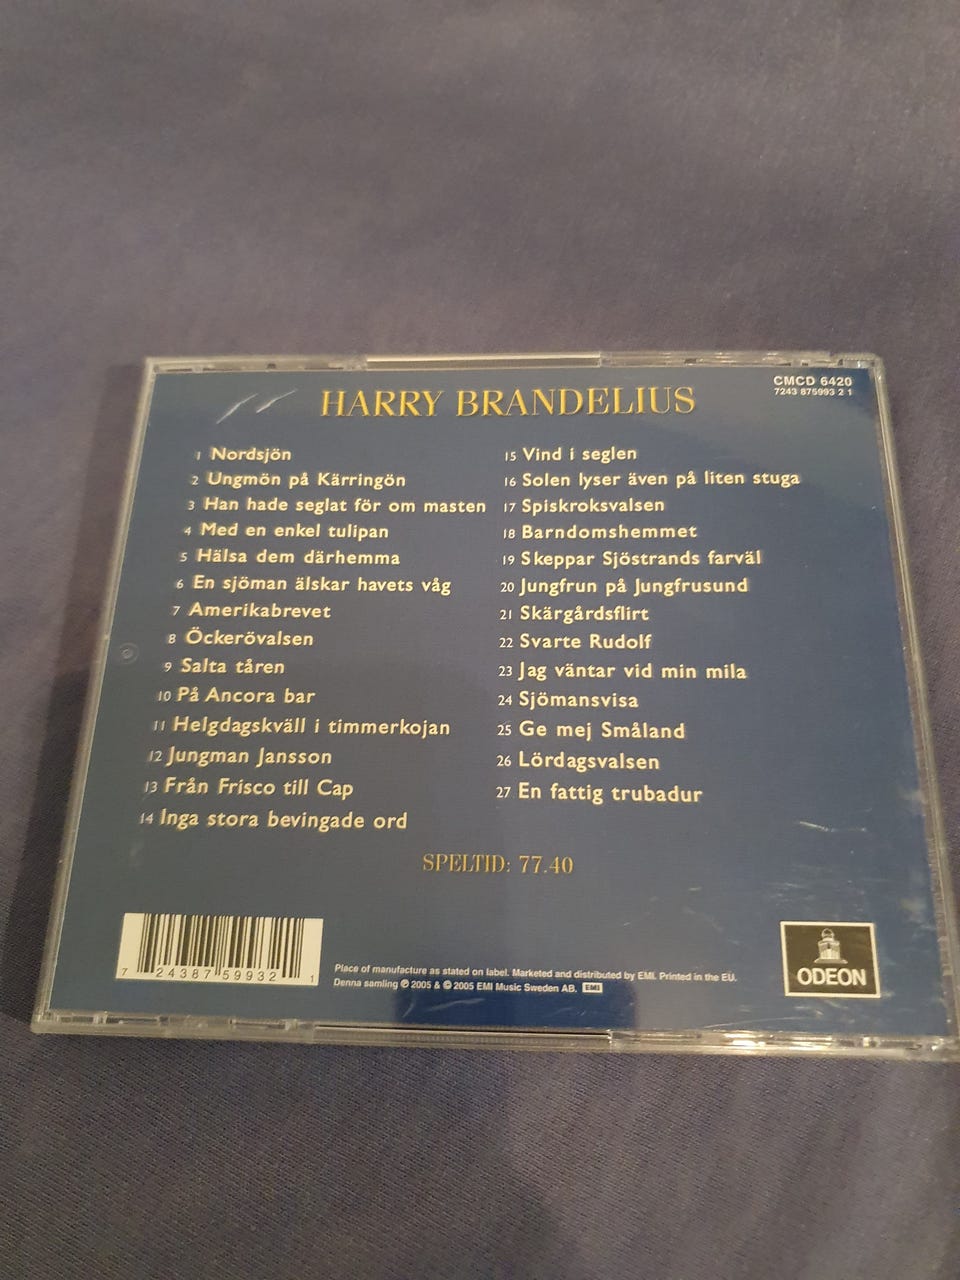 HARRY BRANDELIUS
CMCD 6420
7243 875993 2 1
1 Nordsjön
2 Ungmön på Kärringön
3 Han hade seglat för om masten
4 Med en enkel tulipan
5 Hälsa dem därhemma
6 En sjöman älskar havets våg
7 Amerikabrevet
8 Öckerövalsen
9 Salta tåren
10 På Ancora bar
11 Helgdagskväll i timmerkojan
12 Jungman Jansson
13 Från Frisco till Cap
14 Inga stora bevingade ord
15 Vind i seglen
16 Solen lyser även på liten stuga
17 Spiskroksvalsen
18 Barndomshemmet
19 Skeppar Sjöstrands farväl
20 Jungfrun på Jungfrusund
21 Skärgårdsflirt
22 Svarte Rudolf
23 Jag väntar vid min mila
24 Sjömansvisa
25 Ge mej Småland
26 Lördagsvalsen
27 En fattig trubadur
SPELTID: 77.40
7 24387 59932 1
Place of manufacture as stated on label. Marketed and distributed by EMI. Printed in the EU.
Denna samling ℗ 2005 & © 2005 EMI Music Sweden AB. EMI
ODEON